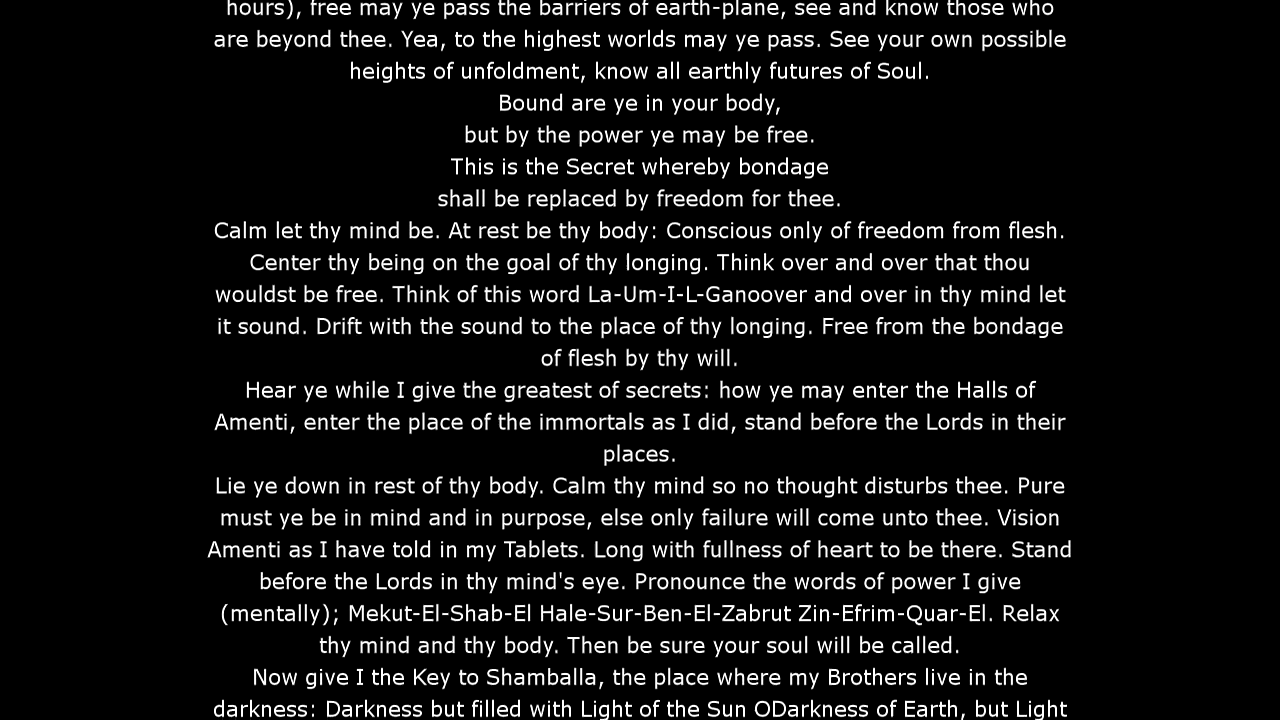 hours), free may ye pass the barriers of earth-plane, see and know those who
are beyond thee. Yea, to the highest worlds may ye pass. See your own possible
heights of unfoldment, know all earthly futures of Soul.
Bound are ye in your body,
but by the power ye may be free.
This is the Secret whereby bondage
shall be replaced by freedom for thee.
Calm let thy mind be. At rest be thy body: Conscious only of freedom from flesh.
Center thy being on the goal of thy longing. Think over and over that thou
wouldst be free. Think of this word La-Um-I-L-Ganoover and over in thy mind let
it sound. Drift with the sound to the place of thy longing. Free from the bondage
of flesh by thy will.
Hear ye while I give the greatest of secrets: how ye may enter the Halls of
Amenti, enter the place of the immortals as I did, stand before the Lords in their
places.
Lie ye down in rest of thy body. Calm thy mind so no thought disturbs thee. Pure
must ye be in mind and in purpose, else only failure will come unto thee. Vision
Amenti as I have told in my Tablets. Long with fullness of heart to be there. Stand
before the Lords in thy mind's eye. Pronounce the words of power I give
(mentally); Mekut-El-Shab-El Hale-Sur-Ben-El-Zabrut Zin-Efrim-Quar-El. Relax
thy mind and thy body. Then be sure your soul will be called.
Now give I the Key to Shamballa, the place where my Brothers live in the
darkness: Darkness but filled with Light of the Sun ODarkness of Earth, but Light